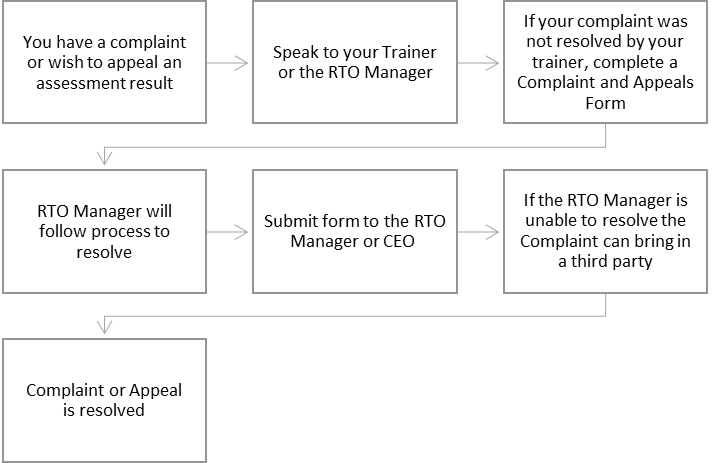 You have a complaint
or wish to appeal an
assessment result
Speak to your Trainer
or the RTO Manager
If your complaint was
not resolved by your
trainer, complete a
Complaint and Appeals
Form
RTO Manager will
follow process to
resolve
Submit form to the RTO
Manager or CEO
If the RTO Manager is
unable to resolve the
Complaint can bring in
a third party
Complaint or Appeal
is resolved